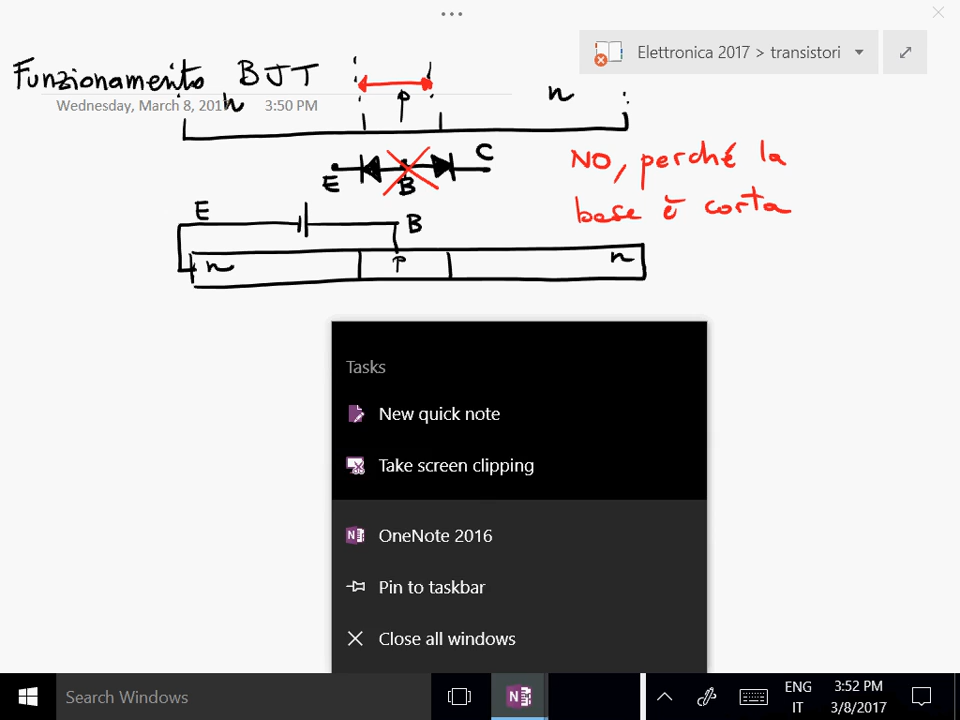 Elettronica 2017 > transistori
Funzionamento BJT
Wednesday, March 8, 2017 3:50 PM
n p n
E B C
NO, perché la
base è corta
E B
n p n
Tasks
New quick note
Take screen clipping
OneNote 2016
Pin to taskbar
Close all windows
Search Windows
ENG 3:52 PM
IT 3/8/2017